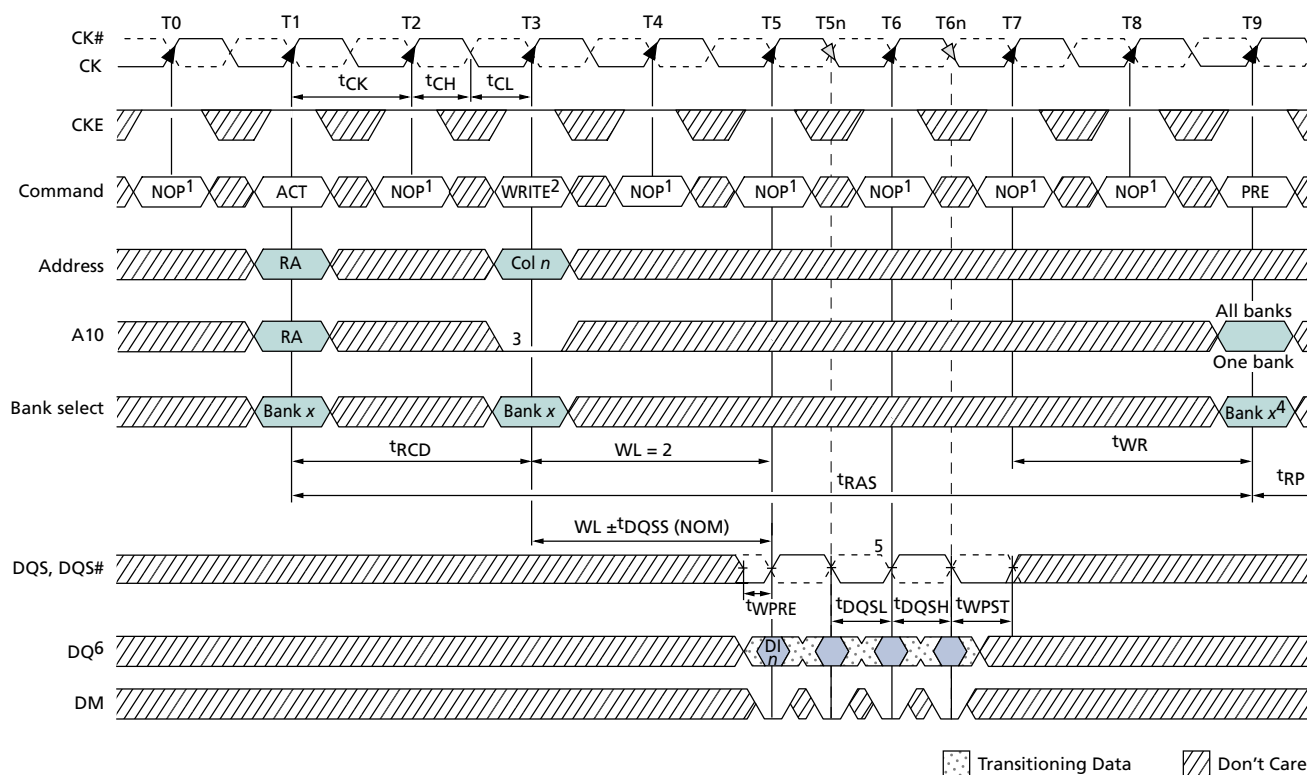 T0 T1 T2 T3 T4 T5 T5n T6 T6n T7 T8 T9
CK#
CK
tCK tCH tCL
CKE
Command NOP1 ACT NOP1 WRITE2 NOP1 NOP1 NOP1 NOP1 NOP1 PRE
Address RA Col n
All banks
A10 RA 3
One bank
Bank select Bank x Bank x Bank x4
tRCD WL = 2 tWR
tRAS tRP
WL ±tDQSS (NOM)
5
DQS, DQS#
tWPRE tDQSL tDQSH tWPST
DQ6 DI n
DM
Transitioning Data Don't Care